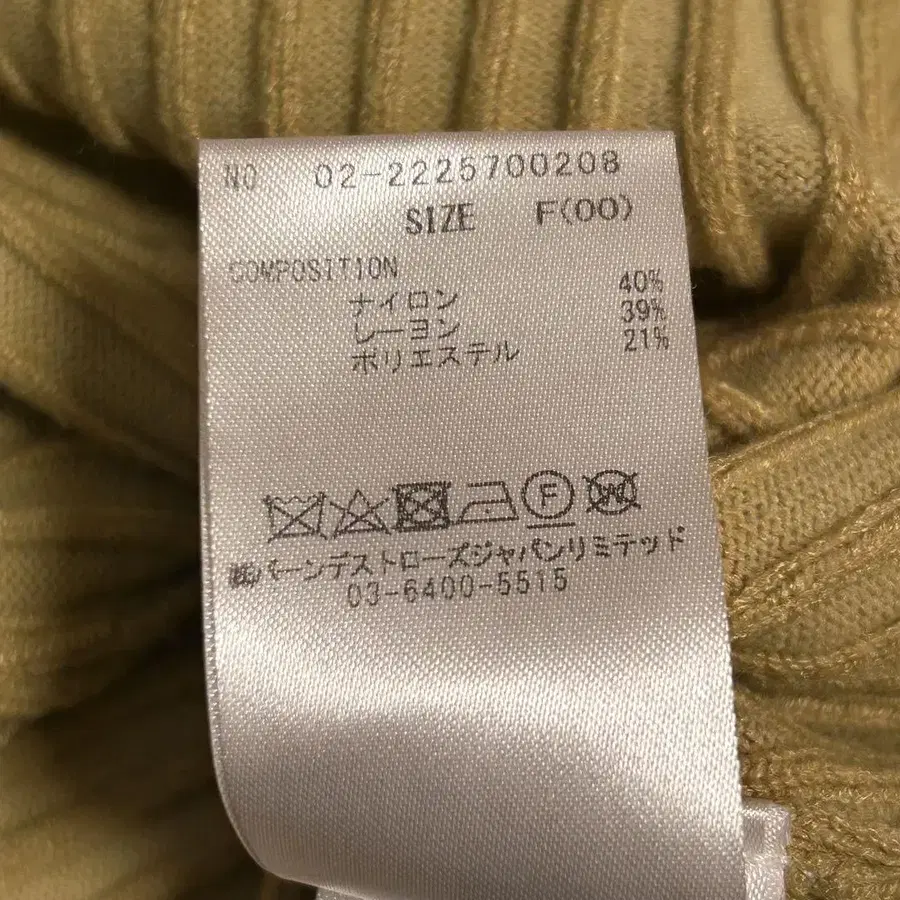 NO 02-2225700208
SIZE F(00)
COMPOSITION
ナイロン 40%
レーヨン 39%
ポリエステル 21%
F W
㈱バーンデストローズジャパンリミテッド
03-6400-5515